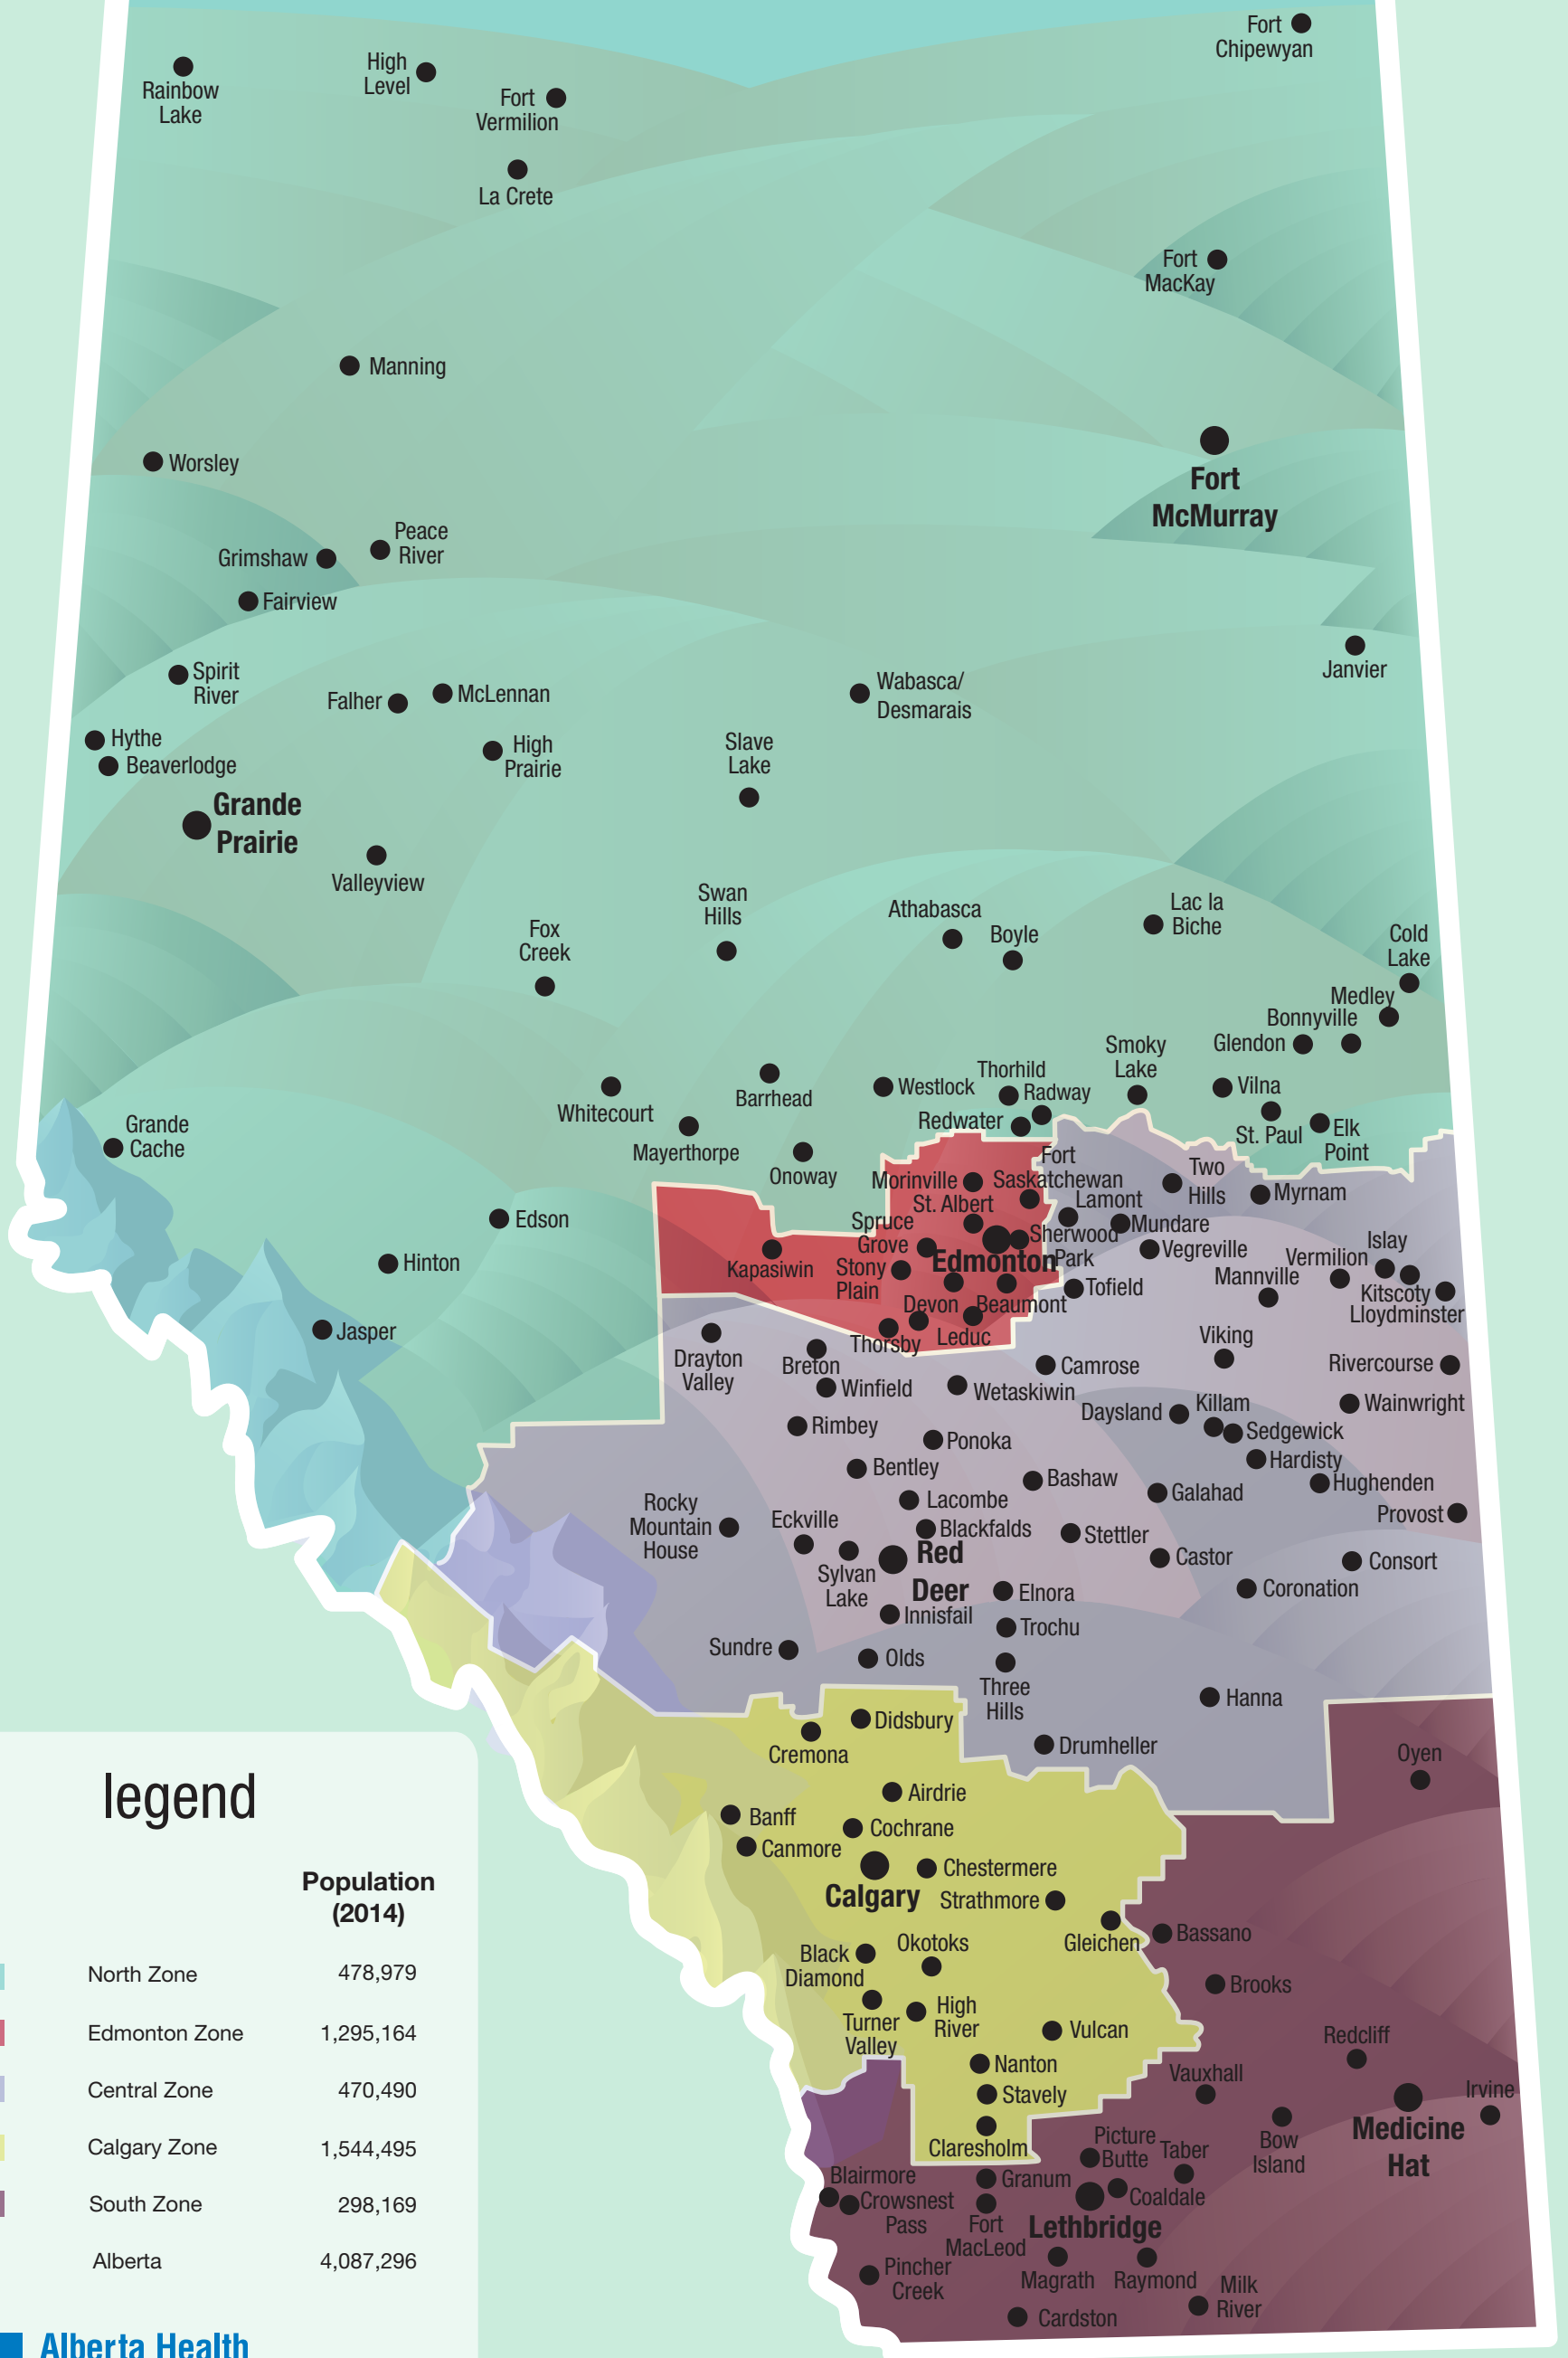 Fort
Chipewyan
Rainbow
Lake
High
Level
Fort
Vermilion
La Crete
Fort
MacKay
Manning
Worsley
Fort
McMurray
Peace
River
Grimshaw
Fairview
Janvier
Spirit
River
Falher
McLennan
Wabasca/
Desmarais
Hythe
Beaverlodge
High
Prairie
Slave
Lake
Grande
Prairie
Valleyview
Swan
Hills
Athabasca
Boyle
Lac la
Biche
Fox
Creek
Cold
Lake
Medley
Bonnyville
Glendon
Smoky
Lake
Thorhild
Radway
Redwater
Westlock
Barrhead
Whitecourt
Mayerthorpe
Onoway
Vilna
St. Paul
Elk
Point
Grande
Cache
Edson
Hinton
Jasper
Morinville
Fort
Saskatchewan
St. Albert
Lamont
Two
Hills
Myrnam
Spruce
Grove
Sherwood
Park
Mundare
Vegreville
Edmonton
Kapasiwin
Stony
Plain
Devon
Beaumont
Tofield
Islay
Vermilion
Mannville
Kitscoty
Lloydminster
Thorsby
Leduc
Drayton
Valley
Breton
Winfield
Wetaskiwin
Camrose
Viking
Rivercourse
Wainwright
Daysland
Killam
Sedgewick
Hardisty
Hughenden
Rimbey
Ponoka
Bentley
Bashaw
Galahad
Provost
Rocky
Mountain
House
Eckville
Lacombe
Blackfalds
Stettler
Castor
Consort
Coronation
Sylvan
Lake
Red
Deer
Elnora
Innisfail
Trochu
Sundre
Olds
Three
Hills
Hanna
Drumheller
Didsbury
Cremona
Oyen
Airdrie
Banff
Cochrane
Canmore
Chestermere
Calgary
Strathmore
Gleichen
Bassano
Black
Diamond
Okotoks
Brooks
Turner
Valley
High
River
Vulcan
Redcliff
Nanton
Vauxhall
Stavely
Irvine
Claresholm
Medicine
Hat
Bow
Island
Picture
Butte
Taber
Blairmore
Crowsnest
Pass
Granum
Coaldale
Fort
MacLeod
Lethbridge
Pincher
Creek
Magrath
Raymond
Milk
River
Cardston
legend
Population
(2014)
North Zone 478,979
Edmonton Zone 1,295,164
Central Zone 470,490
Calgary Zone 1,544,495
South Zone 298,169
Alberta 4,087,296
Alberta Health